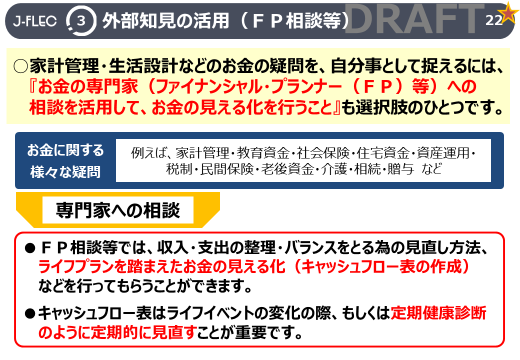 J-FLEC ③ 外部知見の活用（ＦＰ相談等） DRAFT 22
○家計管理・生活設計などのお金の疑問を、自分事として捉えるには、
『お金の専門家（ファイナンシャル・プランナー（ＦＰ）等）への
相談を活用して、お金の見える化を行うこと』も選択肢のひとつです。
お金に関する
様々な疑問
例えば、家計管理・教育資金・社会保険・住宅資金・資産運用・
税制・民間保険・老後資金・介護・相続・贈与 など
専門家への相談
●ＦＰ相談等では、収入・支出の整理・バランスをとる為の見直し方法、
ライフプランを踏まえたお金の見える化（キャッシュフロー表の作成）
などを行ってもらうことができます。
●キャッシュフロー表はライフイベントの変化の際、もしくは定期健康診断
のように定期的に見直すことが重要です。